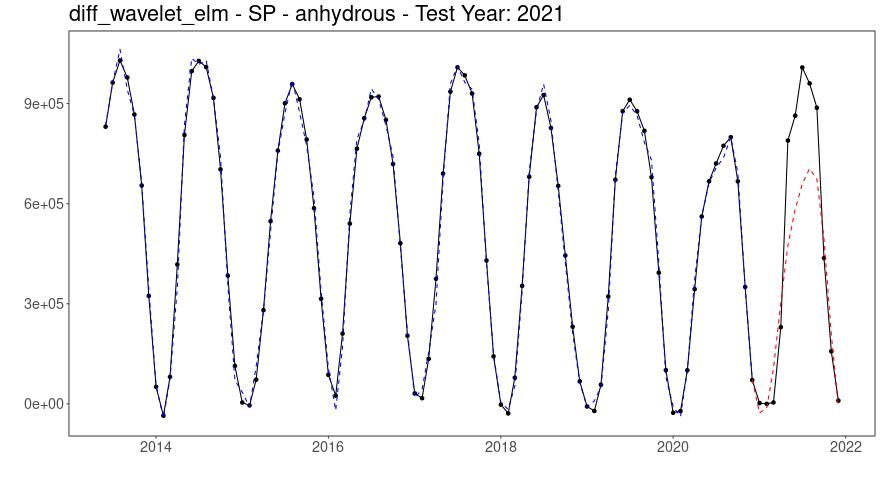 diff_wavelet_elm - SP - anhydrous - Test Year: 2021
9e+05
6e+05
3e+05
0e+00
2014 2016 2018 2020 2022